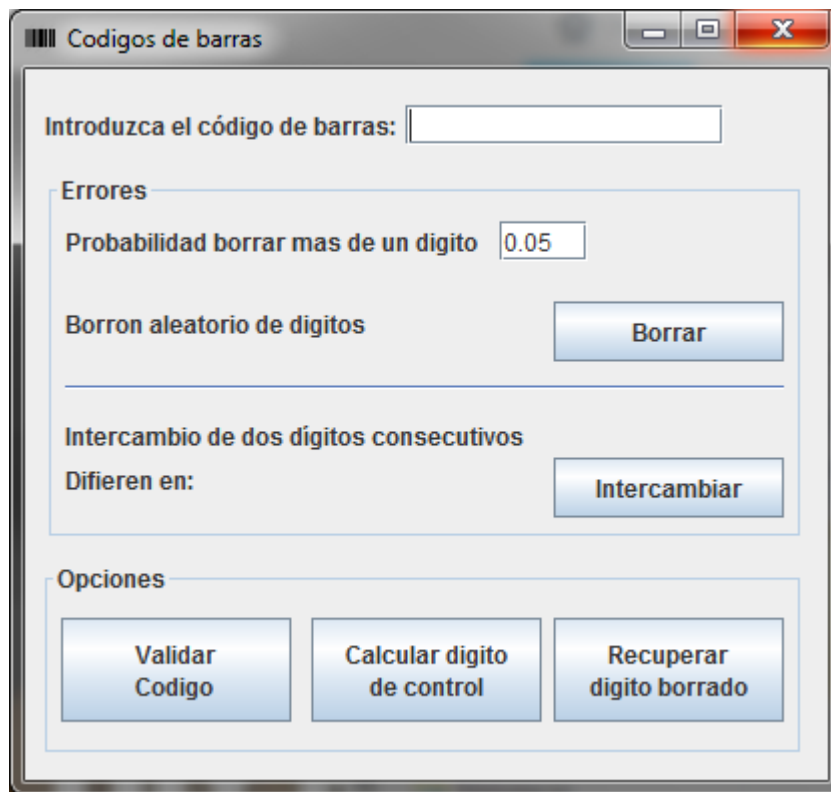 Codigos de barras
Introduzca el código de barras:
Errores
Probabilidad borrar mas de un digito 0.05
Borron aleatorio de digitos Borrar
Intercambio de dos dígitos consecutivos
Difieren en: Intercambiar
Opciones
Validar Codigo
Calcular digito de control
Recuperar digito borrado